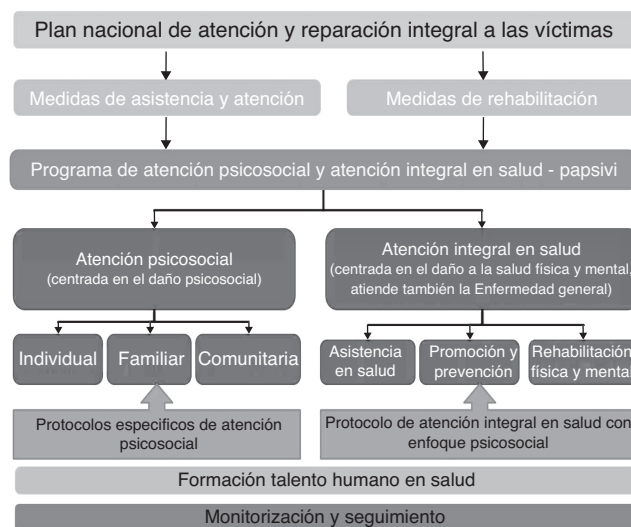 Plan nacional de atención y reparación integral a las víctimas
Medidas de asistencia y atención
Medidas de rehabilitación
Programa de atención psicosocial y atención integral en salud - papsivi
Atención psicosocial
(centrada en el daño psicosocial)
Atención integral en salud
(centrada en el daño a la salud física y mental,
atiende también la Enfermedad general)
Individual
Familiar
Comunitaria
Asistencia
en salud
Promoción y
prevención
Rehabilitación
física y mental
Protocolos especificos de atención
psicosocial
Protocolo de atención integral en salud con
enfoque psicosocial
Formación talento humano en salud
Monitorización y seguimiento